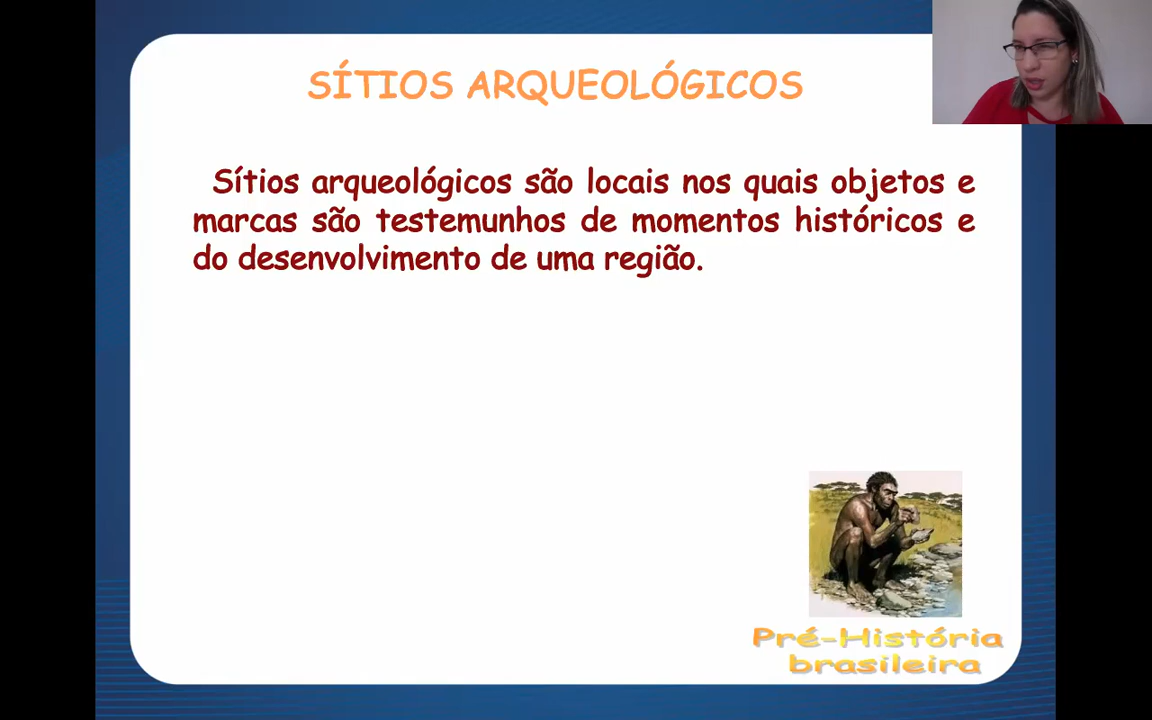 SÍTIOS ARQUEOLÓGICOS
Sítios arqueológicos são locais nos quais objetos e
marcas são testemunhos de momentos históricos e
do desenvolvimento de uma região.
Pré-História
brasileira